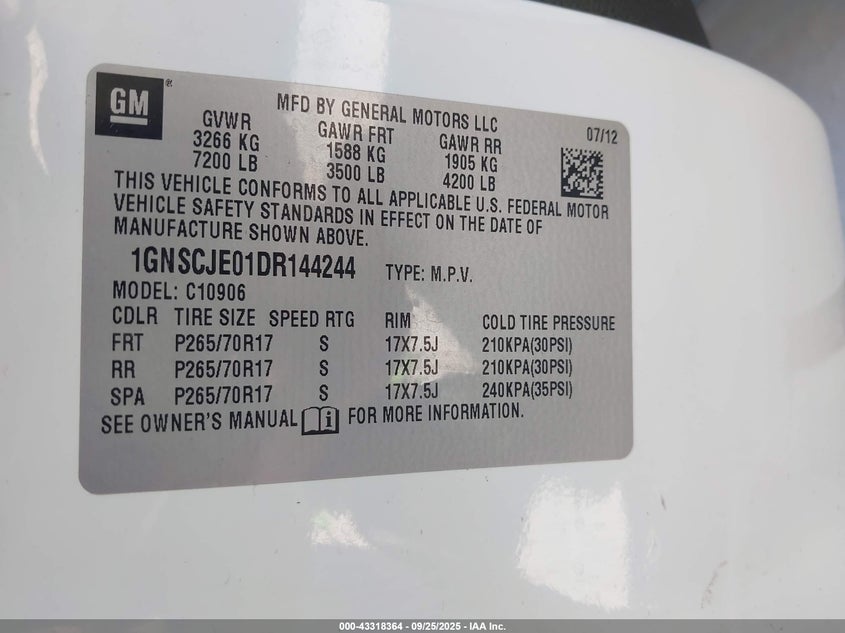 GM ®
MFD BY GENERAL MOTORS LLC
07/12
GVWR GAWR FRT GAWR RR
3266 KG 1588 KG 1905 KG
7200 LB 3500 LB 4200 LB
THIS VEHICLE CONFORMS TO ALL APPLICABLE U.S. FEDERAL MOTOR
VEHICLE SAFETY STANDARDS IN EFFECT ON THE DATE OF
MANUFACTURE SHOWN ABOVE.
1GNSCJE01DR144244 TYPE: M.P.V.
MODEL: C10906
CDLR TIRE SIZE SPEED RTG RIM COLD TIRE PRESSURE
FRT P265/70R17 S 17X7.5J 210KPA(30PSI)
RR P265/70R17 S 17X7.5J 210KPA(30PSI)
SPA P265/70R17 S 17X7.5J 240KPA(35PSI)
SEE OWNER'S MANUAL i FOR MORE INFORMATION.
000-43318364 - 09/25/2025 - IAA Inc.